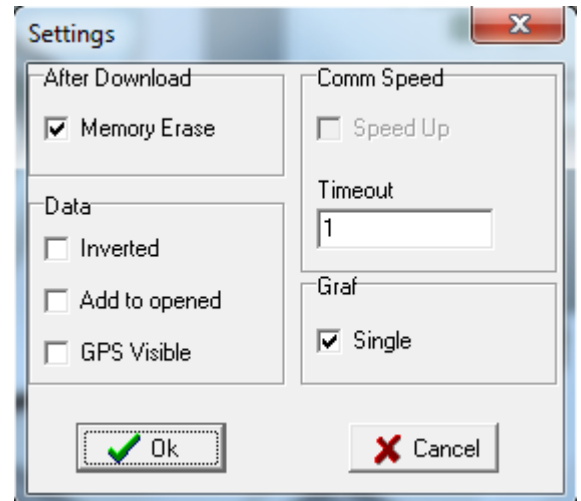 Settings
After Download
Memory Erase
Data
Inverted
Add to opened
GPS Visible
Comm Speed
Speed Up
Timeout
1
Graf
Single
Ok
Cancel